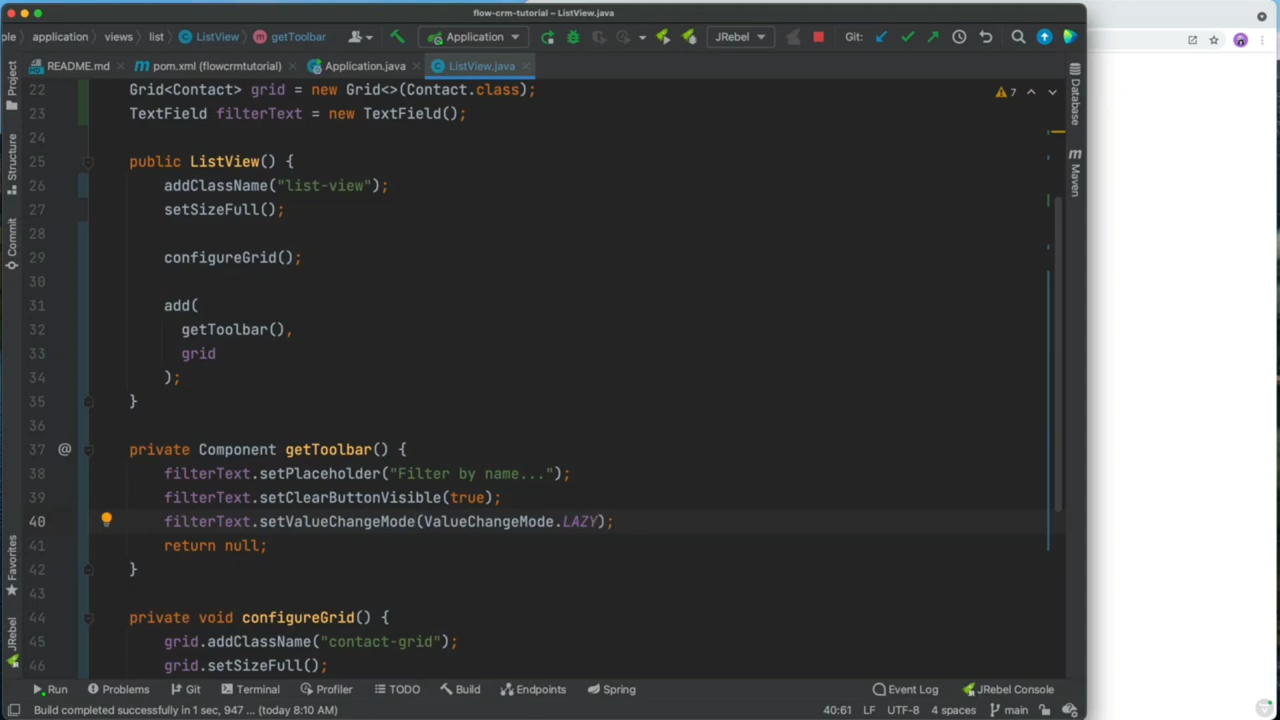 flow-crm-tutorial – ListView.java
ple application views list ListView getToolbar Application JRebel Git:
README.md pom.xml (flowcrmtutorial) Application.java ListView.java
22 Grid<Contact> grid = new Grid<>(Contact.class); 7
23 TextField filterText = new TextField();
24
25 public ListView() {
26 addClassName("list-view");
27 setSizeFull();
28
29 configureGrid();
30
31 add(
32 getToolbar(),
33 grid
34 );
35 }
36
37 @ private Component getToolbar() {
38 filterText.setPlaceholder("Filter by name...");
39 filterText.setClearButtonVisible(true);
40 filterText.setValueChangeMode(ValueChangeMode.LAZY);
41 return null;
42 }
43
44 private void configureGrid() {
45 grid.addClassName("contact-grid");
46 grid.setSizeFull();
Project
Structure
Commit
Favorites
JRebel
Database
Maven
Run Problems Git Terminal Profiler TODO Build Endpoints Spring Event Log JRebel Console
Build completed successfully in 1 sec, 947 ... (today 8:10 AM) 40:61 LF UTF-8 4 spaces main